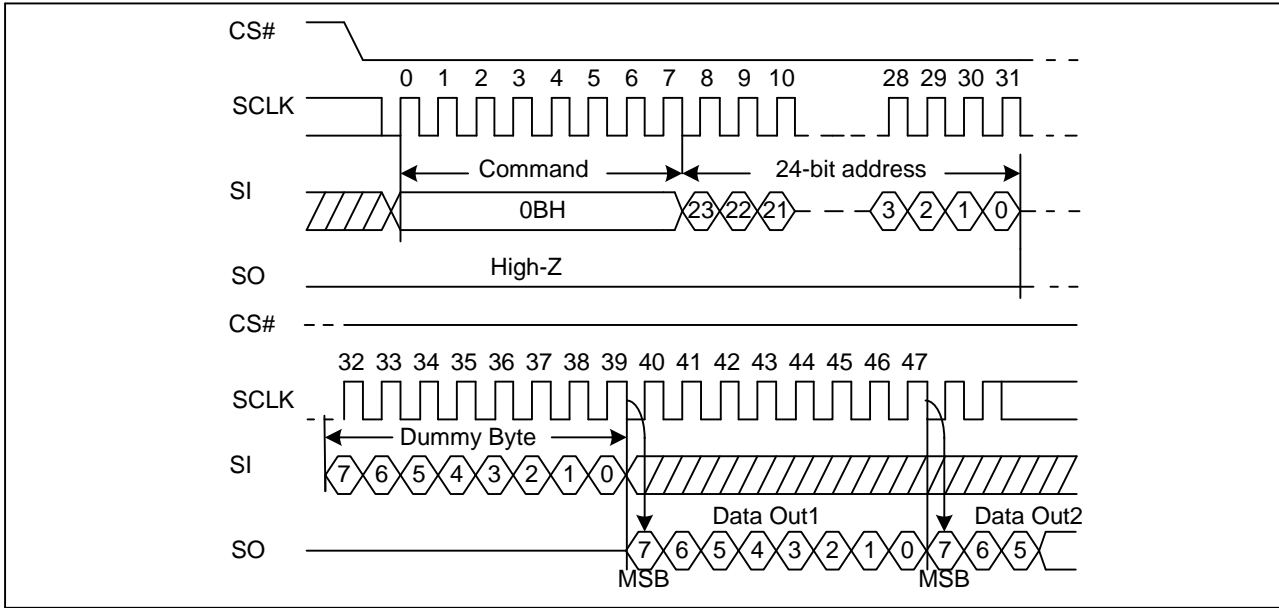 CS#
0 1 2 3 4 5 6 7 8 9 10 28 29 30 31
SCLK
Command 24-bit address
SI
0BH 23 22 21 3 2 1 0
High-Z
SO
CS#
32 33 34 35 36 37 38 39 40 41 42 43 44 45 46 47
SCLK
Dummy Byte
SI
7 6 5 4 3 2 1 0
Data Out1 Data Out2
SO
7 6 5 4 3 2 1 0 7 6 5
MSB MSB